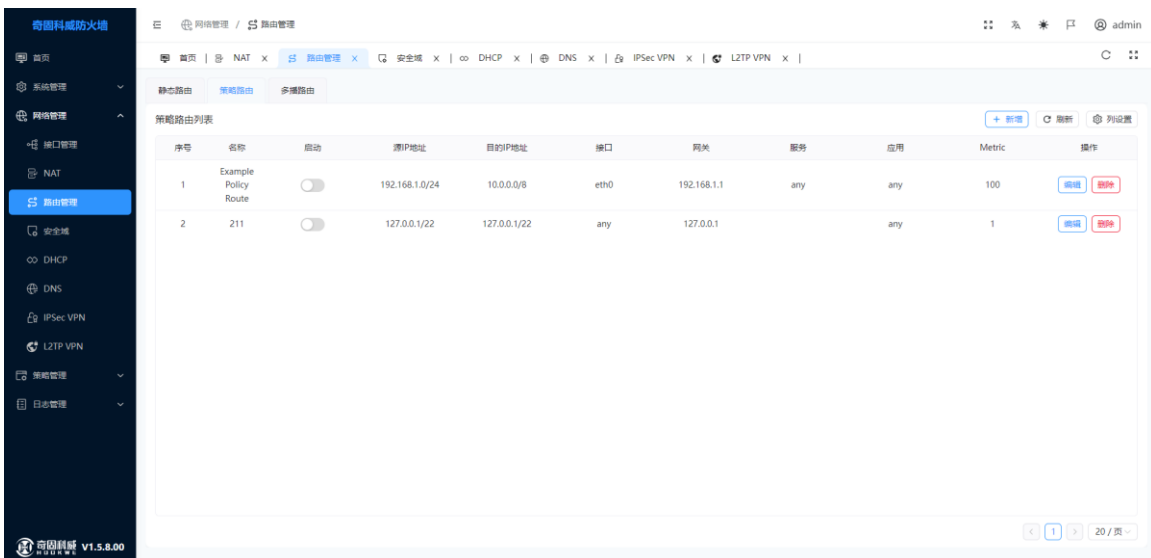 奇固科威防火墙
网络管理 / 路由管理
admin
首页 | NAT x 路由管理 x 安全域 x | DHCP x | DNS x | IPSec VPN x | L2TP VPN x |
首页
系统管理
网络管理
接口管理
NAT
路由管理
安全域
DHCP
DNS
IPSec VPN
L2TP VPN
策略管理
日志管理
奇固科威 V1.5.8.00
HOOKWE
静态路由 策略路由 多播路由
策略路由列表 + 新增 刷新 列设置
序号 名称 启动 源IP地址 目的IP地址 接口 网关 服务 应用 Metric 操作
1 Example Policy Route 192.168.1.0/24 10.0.0.0/8 eth0 192.168.1.1 any any 100 编辑 删除
2 211 127.0.0.1/22 127.0.0.1/22 any 127.0.0.1 any 1 编辑 删除
< 1 > 20 / 页